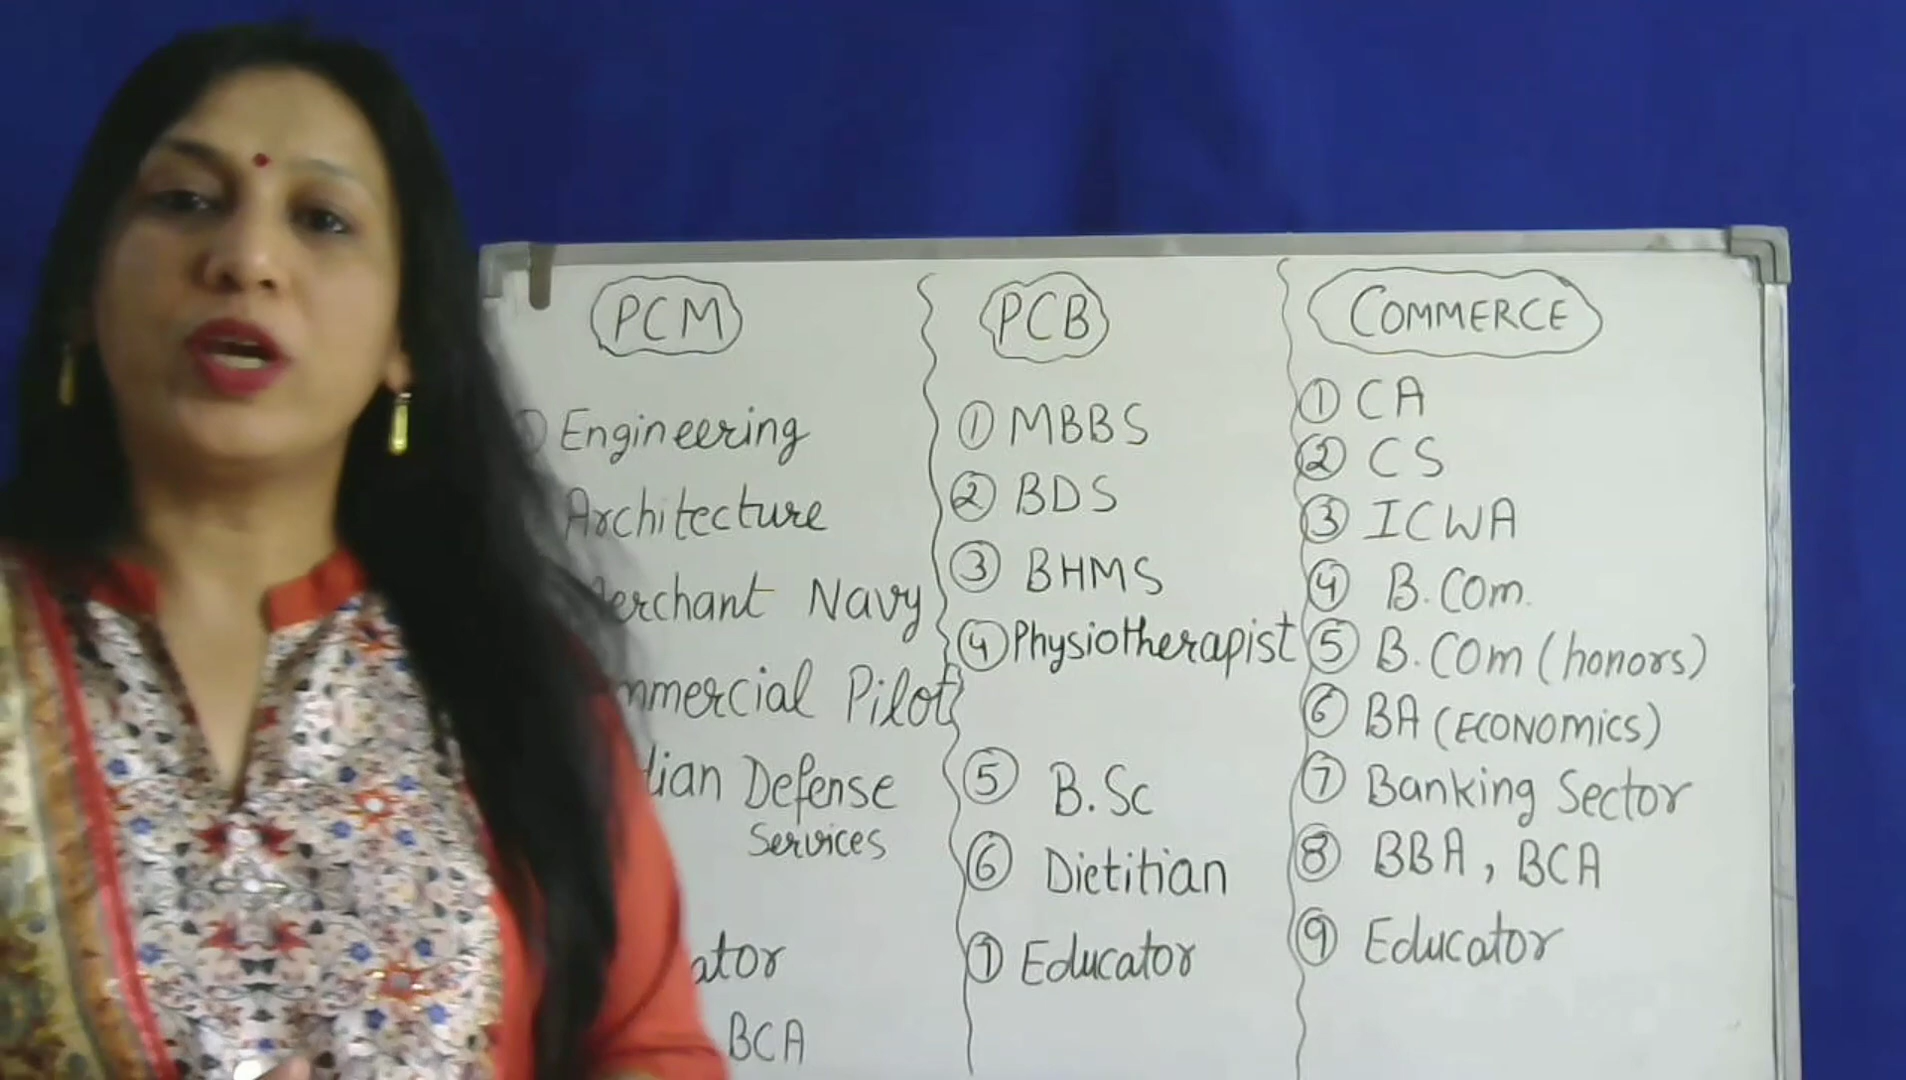 PCM
Engineering
Architecture
Merchant Navy
mmercial Pilot
dian Defense
Services
ator
BCA
PCB
① MBBS
② BDS
③ BHMS
④ Physiotherapist
⑤ B.Sc
⑥ Dietitian
⑦ Educator
COMMERCE
① CA
② CS
③ ICWA
④ B.Com.
⑤ B.Com (honors)
⑥ BA (ECONOMICS)
⑦ Banking Sector
⑧ BBA, BCA
⑨ Educator